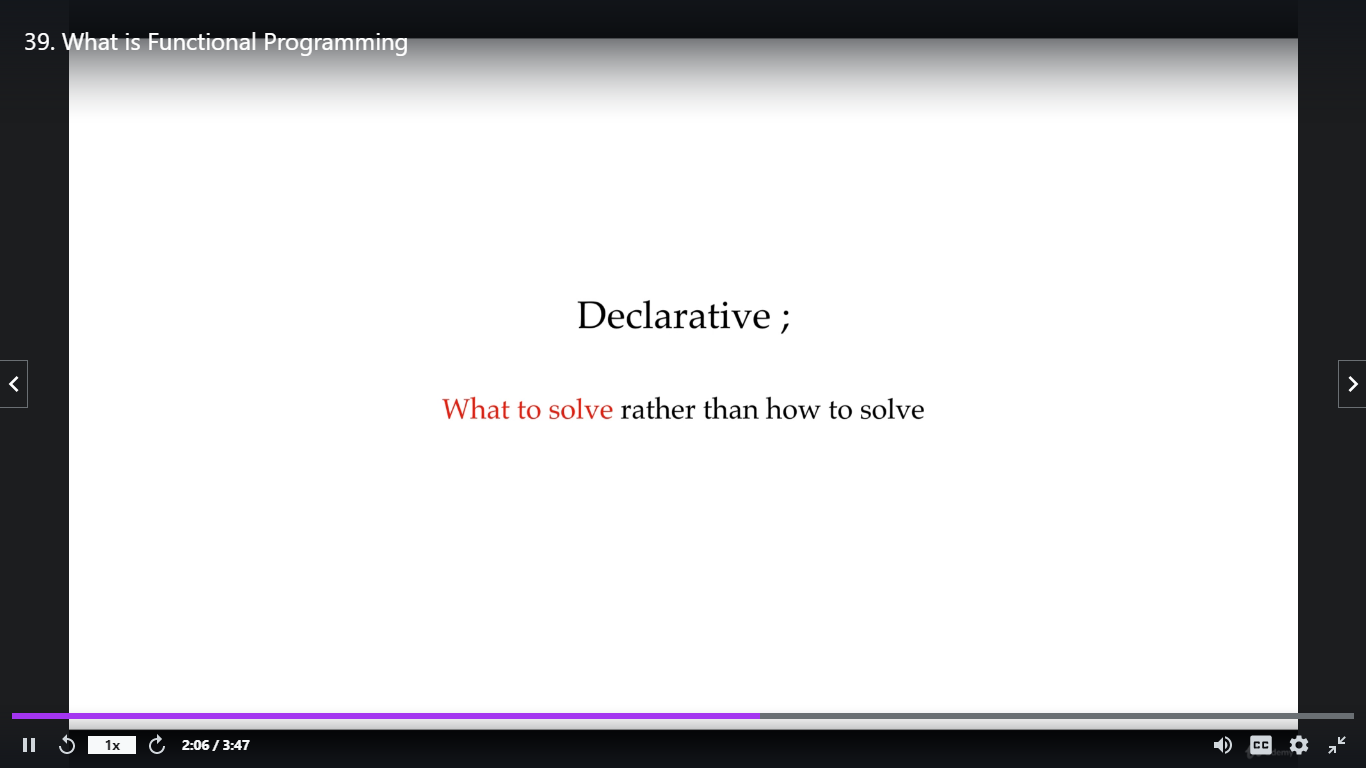 39. What is Functional Programming
Declarative ;
What to solve rather than how to solve
1x
2:06 / 3:47
CC